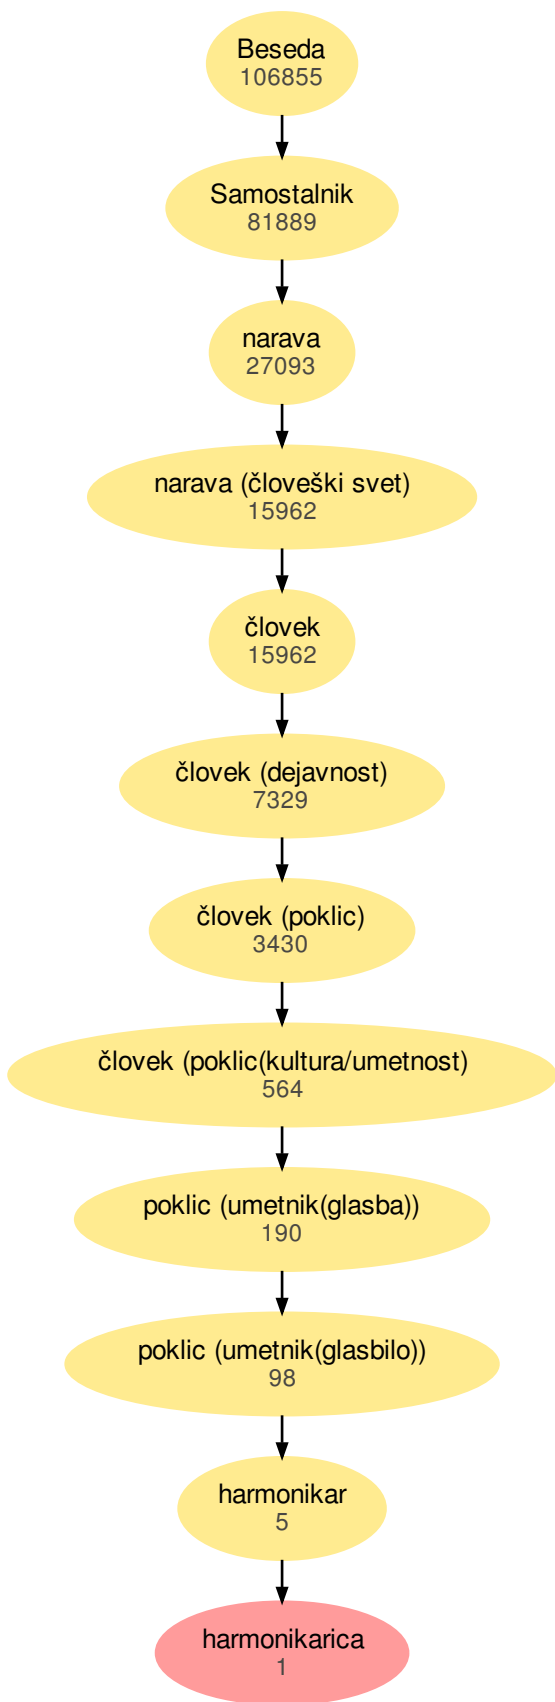 Beseda
106855
Samostalnik
81889
narava
27093
narava (človeški svet)
15962
človek
15962
človek (dejavnost)
7329
človek (poklic)
3430
človek (poklic(kultura/umetnost)
564
poklic (umetnik(glasba))
190
poklic (umetnik(glasbilo))
98
harmonikar
5
harmonikarica
1